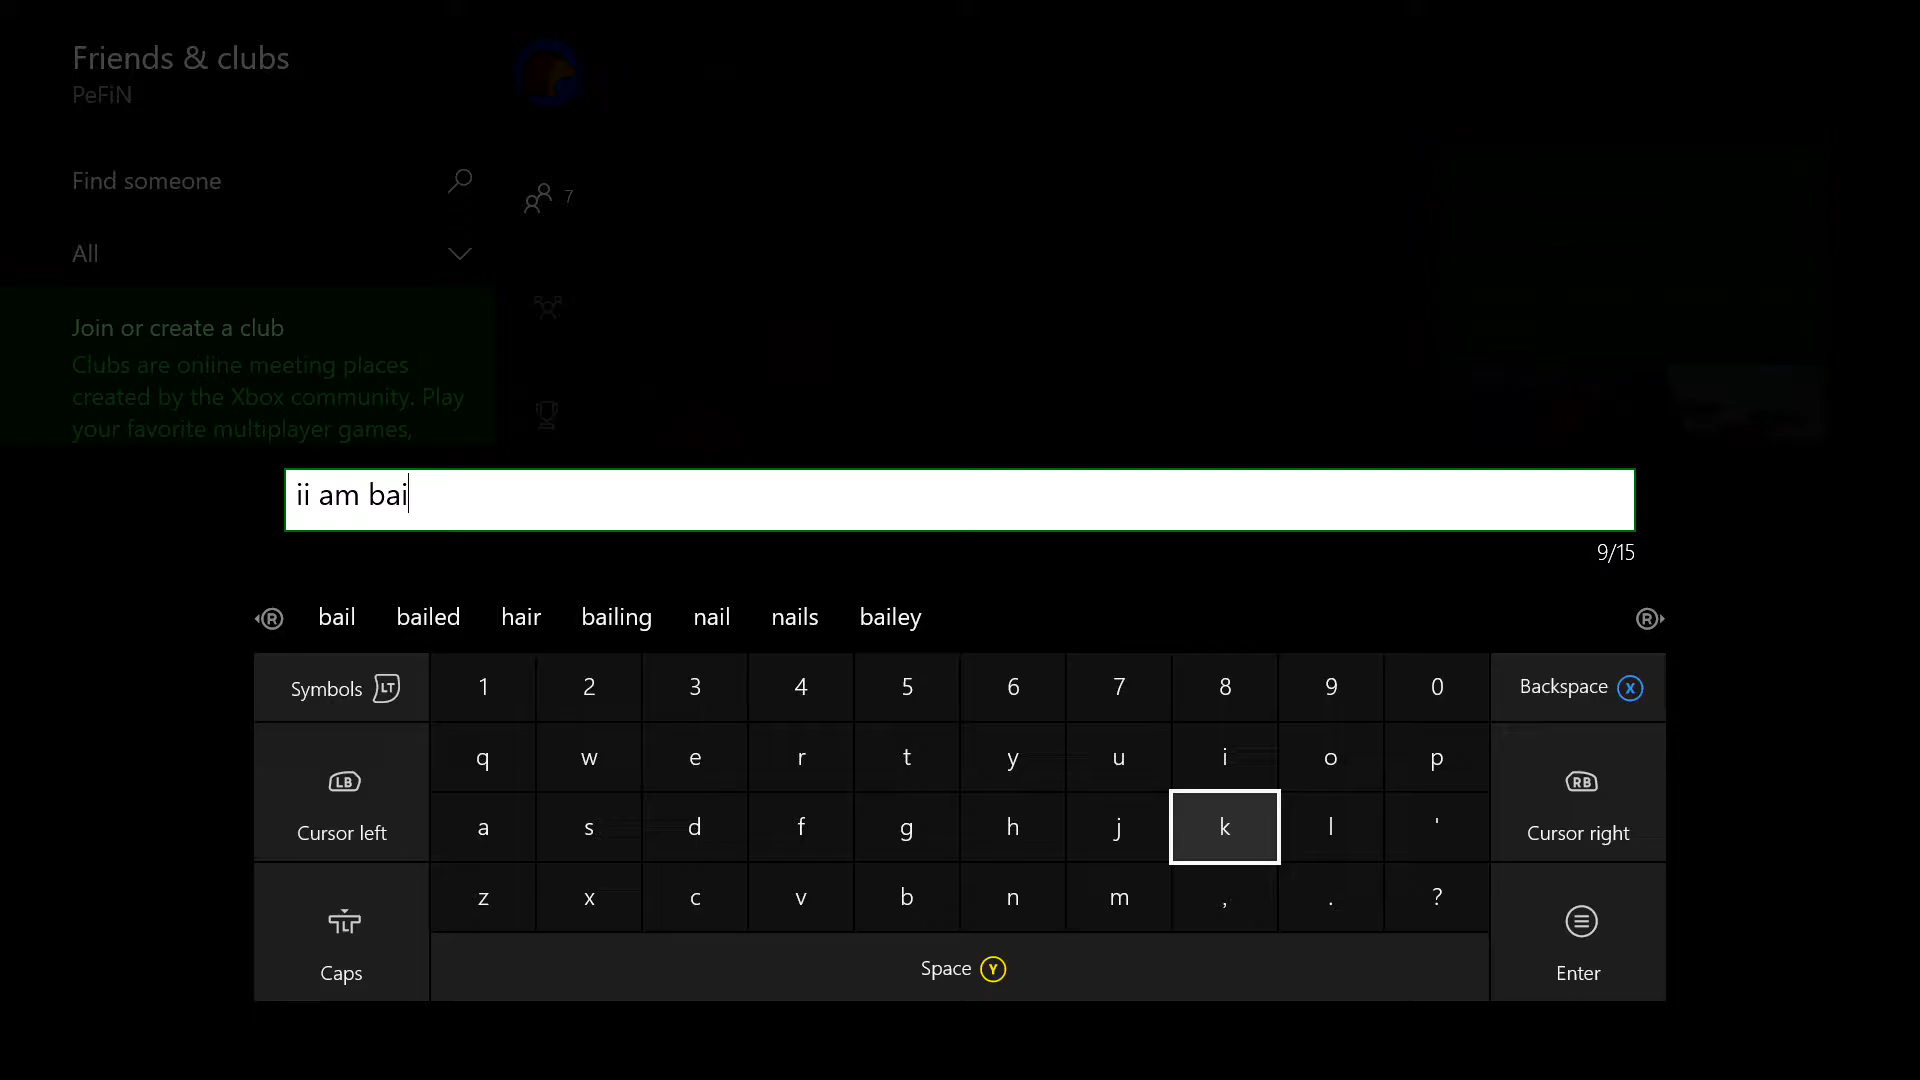 Friends & clubs
PeFiN
Find someone
7
All
Join or create a club
Clubs are online meeting places
created by the Xbox community. Play
your favorite multiplayer games,
ii am bai
9/15
R bail bailed hair bailing nail nails bailey R
Symbols LT 1 2 3 4 5 6 7 8 9 0 Backspace X
q w e r t y u i o p
LB RB
Cursor left a s d f g h j k l ' Cursor right
z x c v b n m , . ?
Caps Space Y Enter